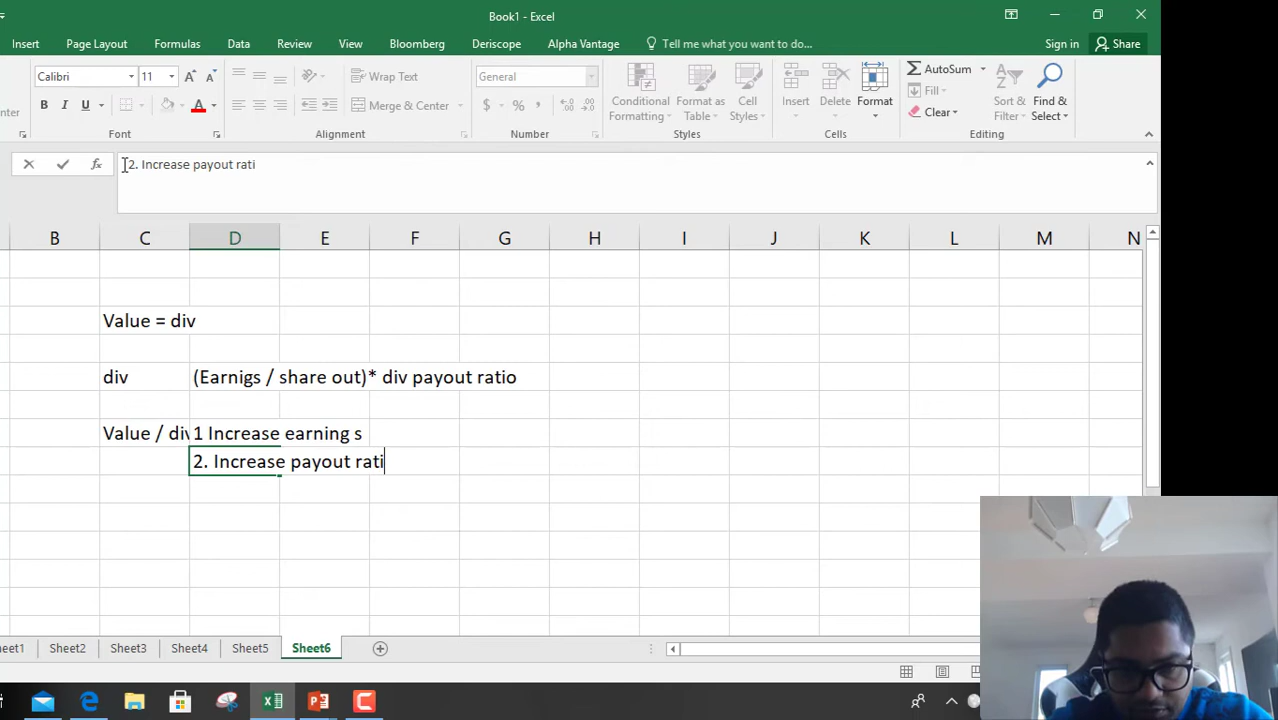 Book1 - Excel
Insert Page Layout Formulas Data Review View Bloomberg Deriscope Alpha Vantage Tell me what you want to do... Sign in Share
Calibri 11 Wrap Text General AutoSum
Fill
B I U A Merge & Center $ % , Conditional Formatting Format as Table Cell Styles Insert Delete Format Clear Sort & Filter Find & Select
Font Alignment Number Styles Cells Editing
fx 2. Increase payout rati
B C D E F G H I J K L M N
Value = div
div (Earnigs / share out)* div payout ratio
Value / div 1 Increase earning s
2. Increase payout rati
Sheet2 Sheet3 Sheet4 Sheet5 Sheet6